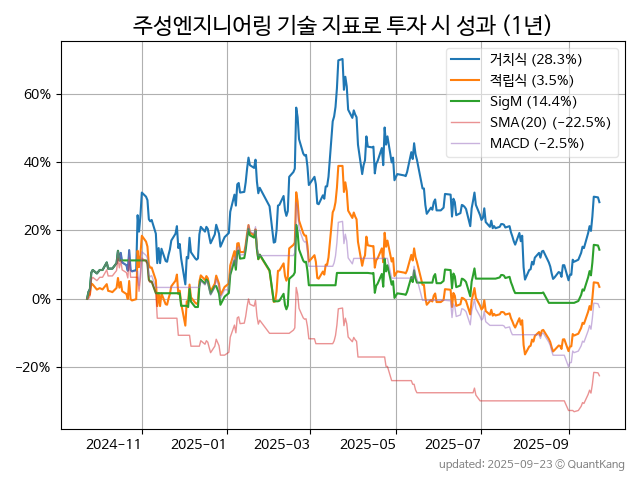 주성엔지니어링 기술 지표로 투자 시 성과 (1년)
거치식 (28.3%)
적립식 (3.5%)
SigM (14.4%)
SMA(20) (−22.5%)
MACD (−2.5%)
60%
40%
20%
0%
−20%
2024-11 2025-01 2025-03 2025-05 2025-07 2025-09
updated: 2025-09-23 © QuantKang